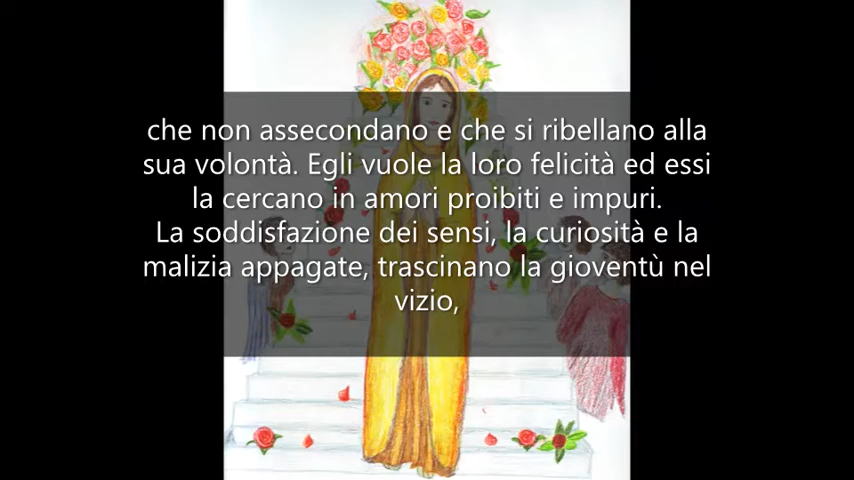 che non assecondano e che si ribellano alla
sua volontà. Egli vuole la loro felicità ed essi
la cercano in amori proibiti e impuri.
La soddisfazione dei sensi, la curiosità e la
malizia appagate, trascinano la gioventù nel
vizio,